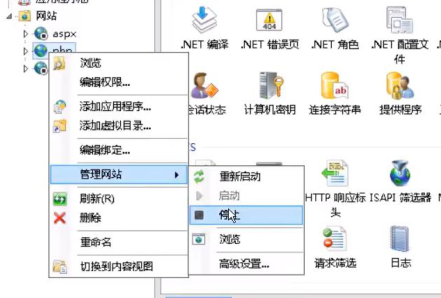 网站
aspx
php
浏览
编辑权限...
添加应用程序...
添加虚拟目录...
编辑绑定...
管理网站
刷新(R)
删除
重命名
切换到内容视图
重新启动
启动
停止
浏览
高级设置...
.NET 编译
.NET 错误页
.NET 角色
.NET 配置文
件
会话状态
计算机密钥
连接字符串
提供程序
S
HTTP 响应标
头
ISAPI 筛选器
请求筛选
日志